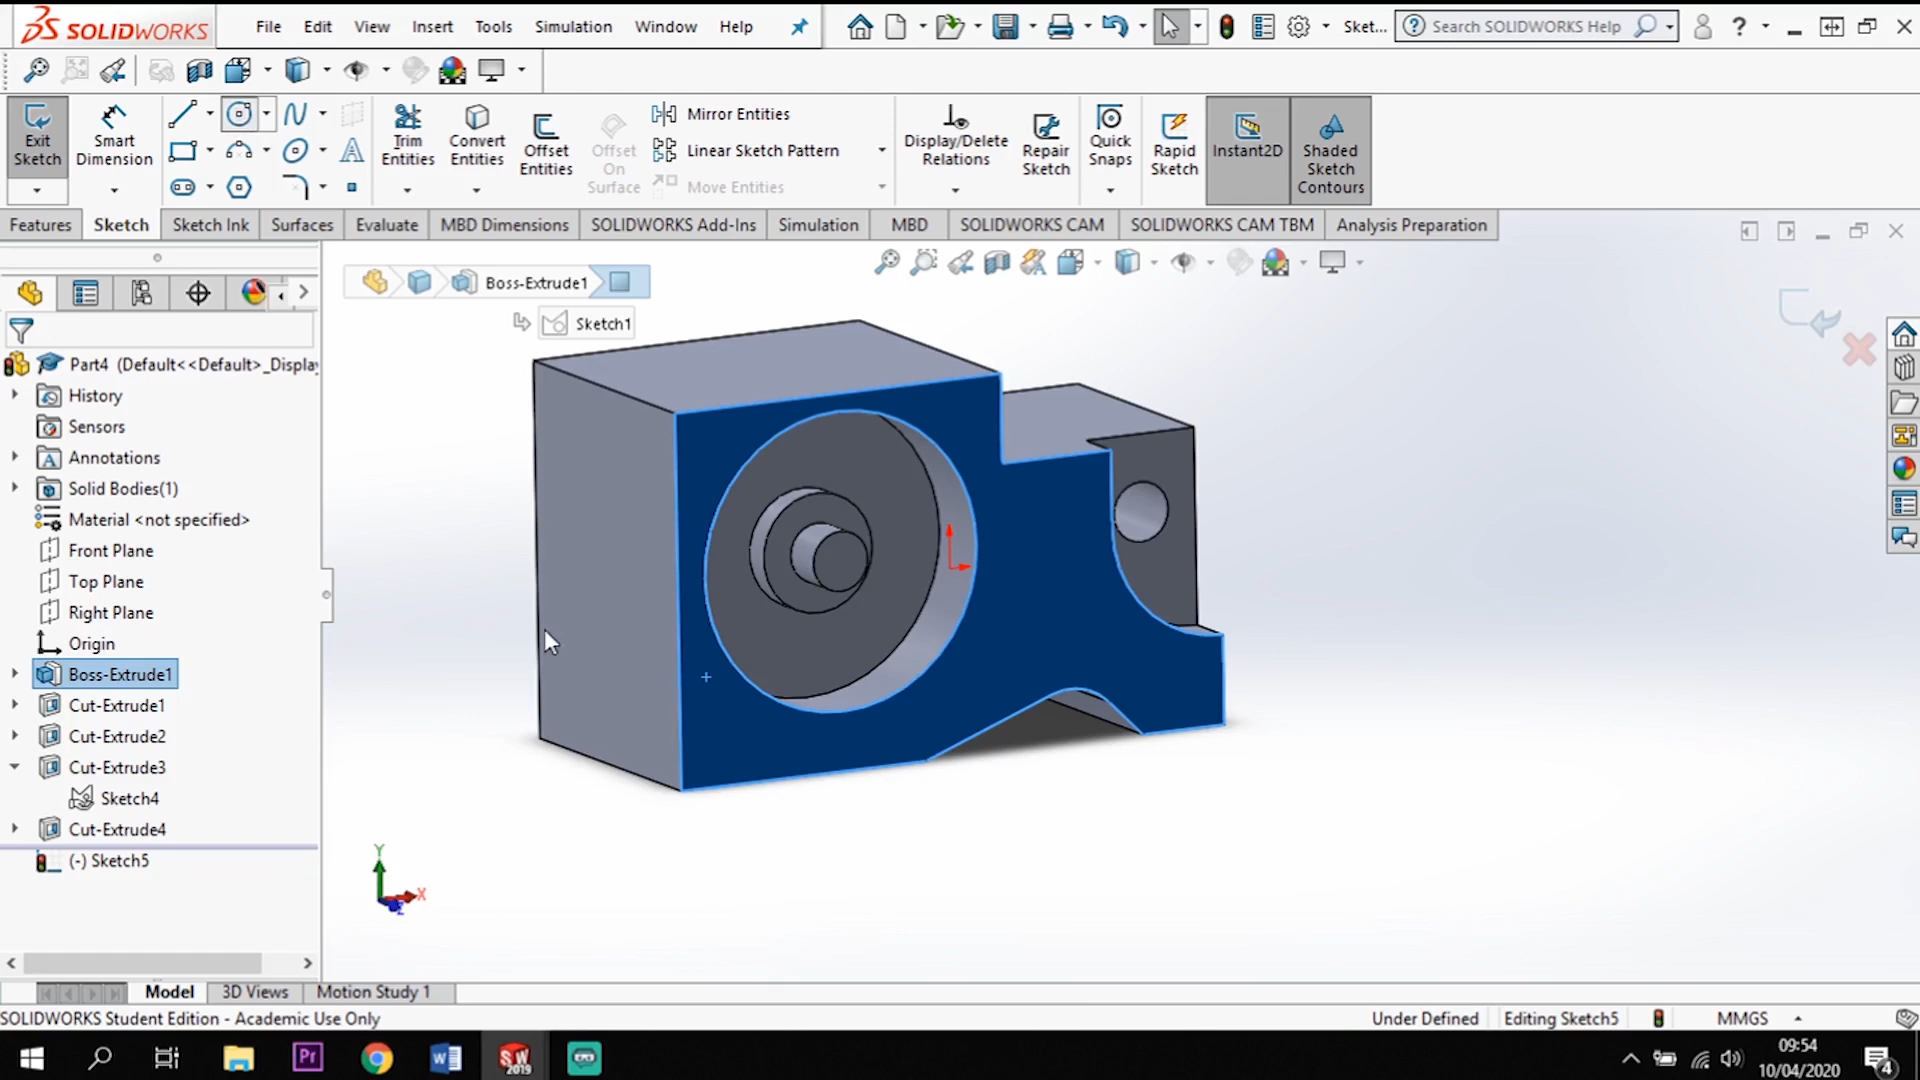 SOLIDWORKS File Edit View Insert Tools Simulation Window Help Sket... Search SOLIDWORKS Help
Exit Sketch
Smart Dimension
Trim Entities
Convert Entities
Offset Entities
Offset On Surface
Mirror Entities
Linear Sketch Pattern
Move Entities
Display/Delete Relations
Repair Sketch
Quick Snaps
Rapid Sketch
Instant2D
Shaded Sketch Contours
Features Sketch Sketch Ink Surfaces Evaluate MBD Dimensions SOLIDWORKS Add-Ins Simulation MBD SOLIDWORKS CAM SOLIDWORKS CAM TBM Analysis Preparation
Boss-Extrude1
Sketch1
Part4 (Default<<Default>_Displa
History
Sensors
Annotations
Solid Bodies(1)
Material <not specified>
Front Plane
Top Plane
Right Plane
Origin
Boss-Extrude1
Cut-Extrude1
Cut-Extrude2
Cut-Extrude3
Sketch4
Cut-Extrude4
(-) Sketch5
Y
X
Z
Model 3D Views Motion Study 1
SOLIDWORKS Student Edition - Academic Use Only Under Defined Editing Sketch5 MMGS
Pr W SW 2019 09:54
10/04/2020 4